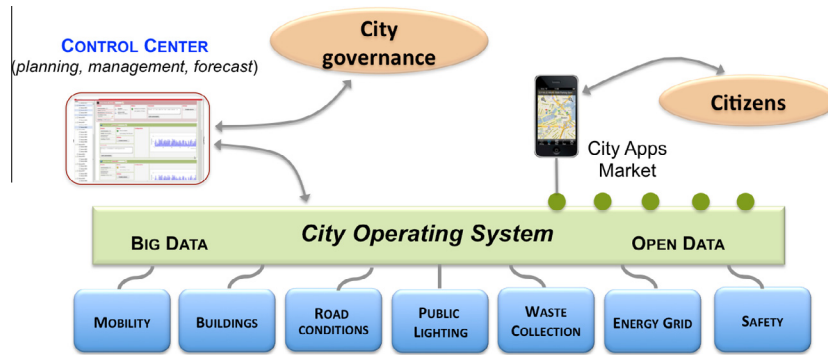 CONTROL CENTER
(planning, management, forecast)
City
governance
Citizens
City Apps
Market
City Operating System
BIG DATA
OPEN DATA
MOBILITY
BUILDINGS
ROAD
CONDITIONS
PUBLIC
LIGHTING
WASTE
COLLECTION
ENERGY GRID
SAFETY